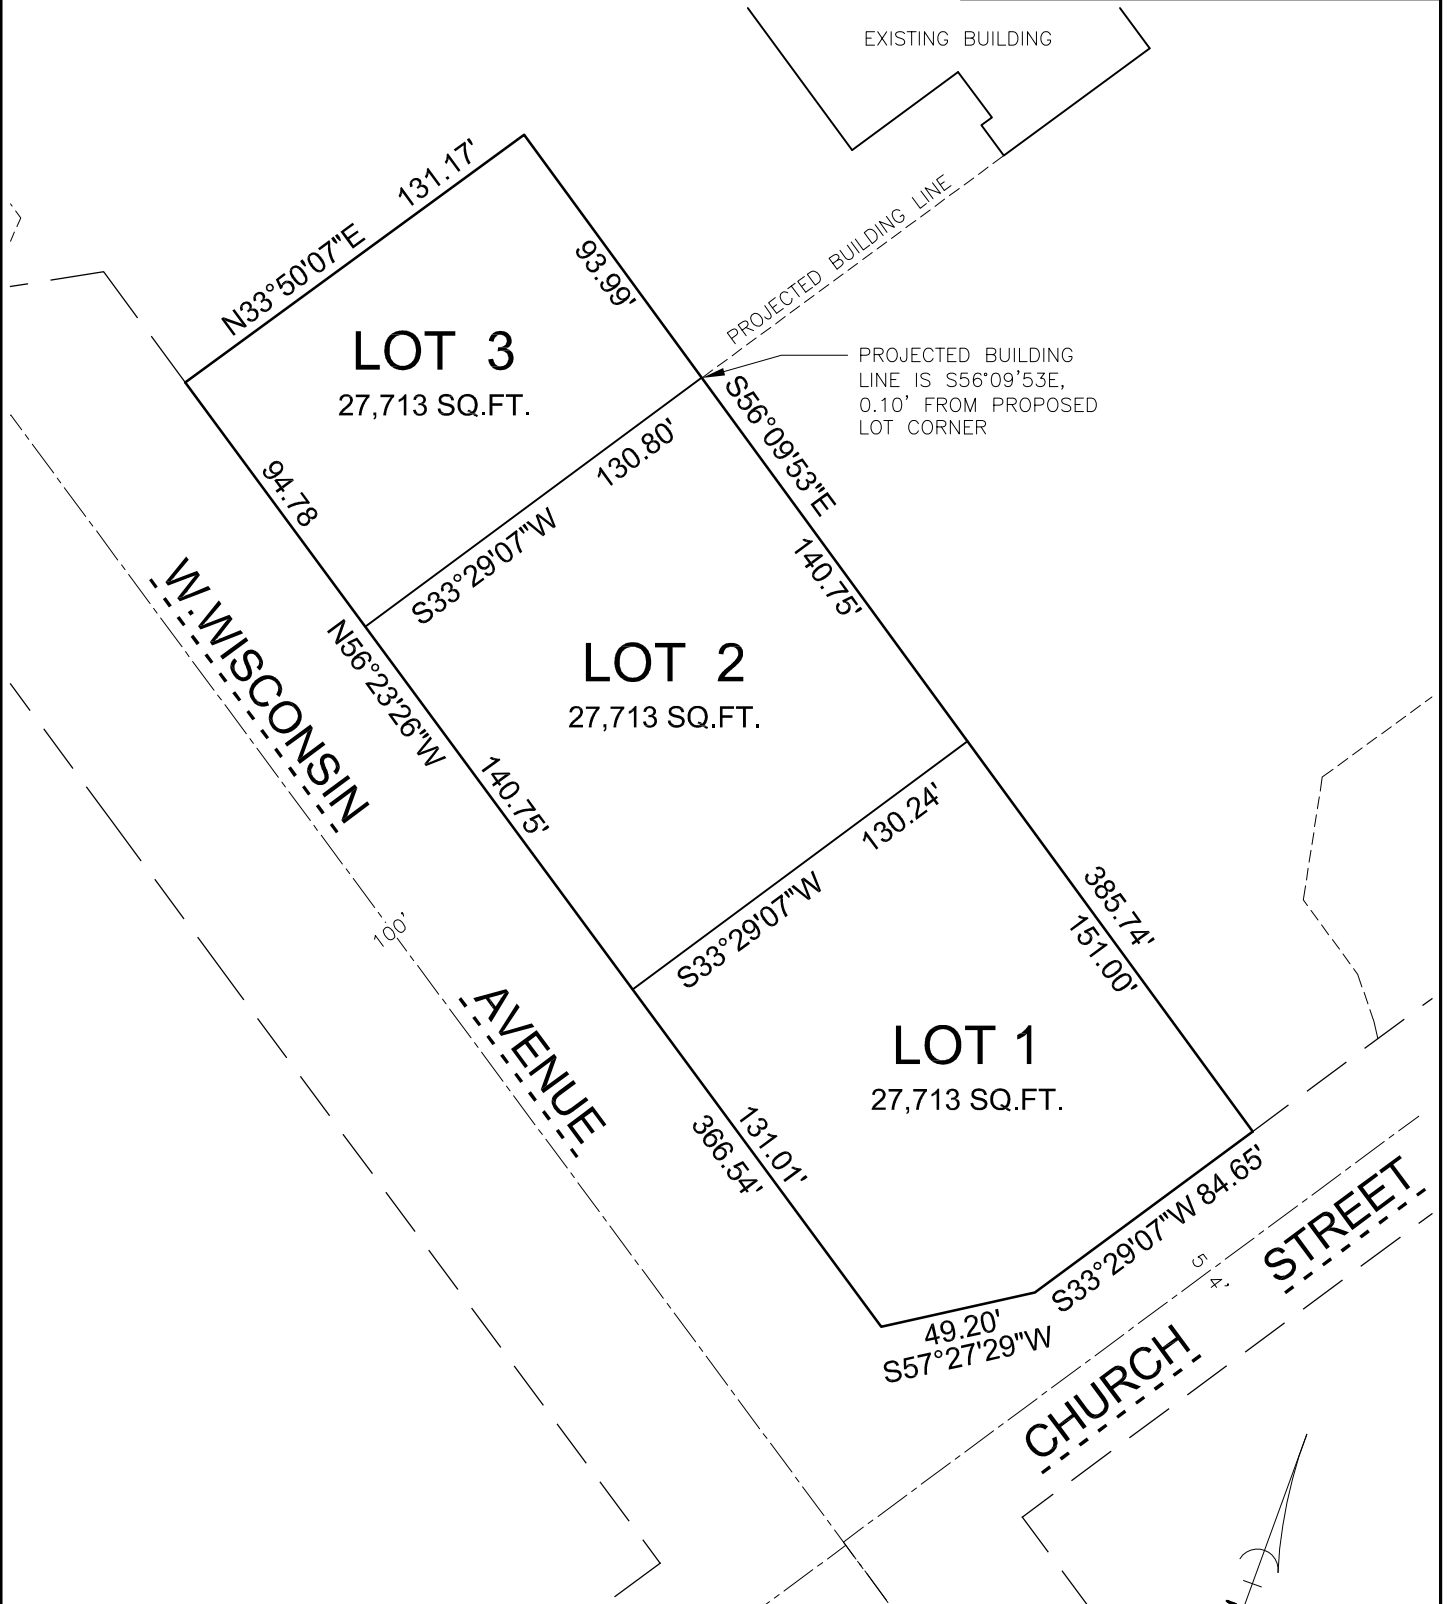 EXISTING BUILDING
131.17'
N33°50'07"E
93.99'
PROJECTED BUILDING LINE
LOT 3
27,713 SQ.FT.
PROJECTED BUILDING
LINE IS S56°09'53E,
0.10' FROM PROPOSED
LOT CORNER
S56°09'53"E
130.80'
94.78
S33°29'07"W
140.75'
W. WISCONSIN
N56°23'26"W
LOT 2
27,713 SQ.FT.
140.75'
130.24'
385.74'
151.00'
S33°29'07"W
100'
AVENUE
LOT 1
27,713 SQ.FT.
131.01'
366.54'
S33°29'07"W 84.65'
STREET
54'
49.20'
S57°27'29"W
CHURCH